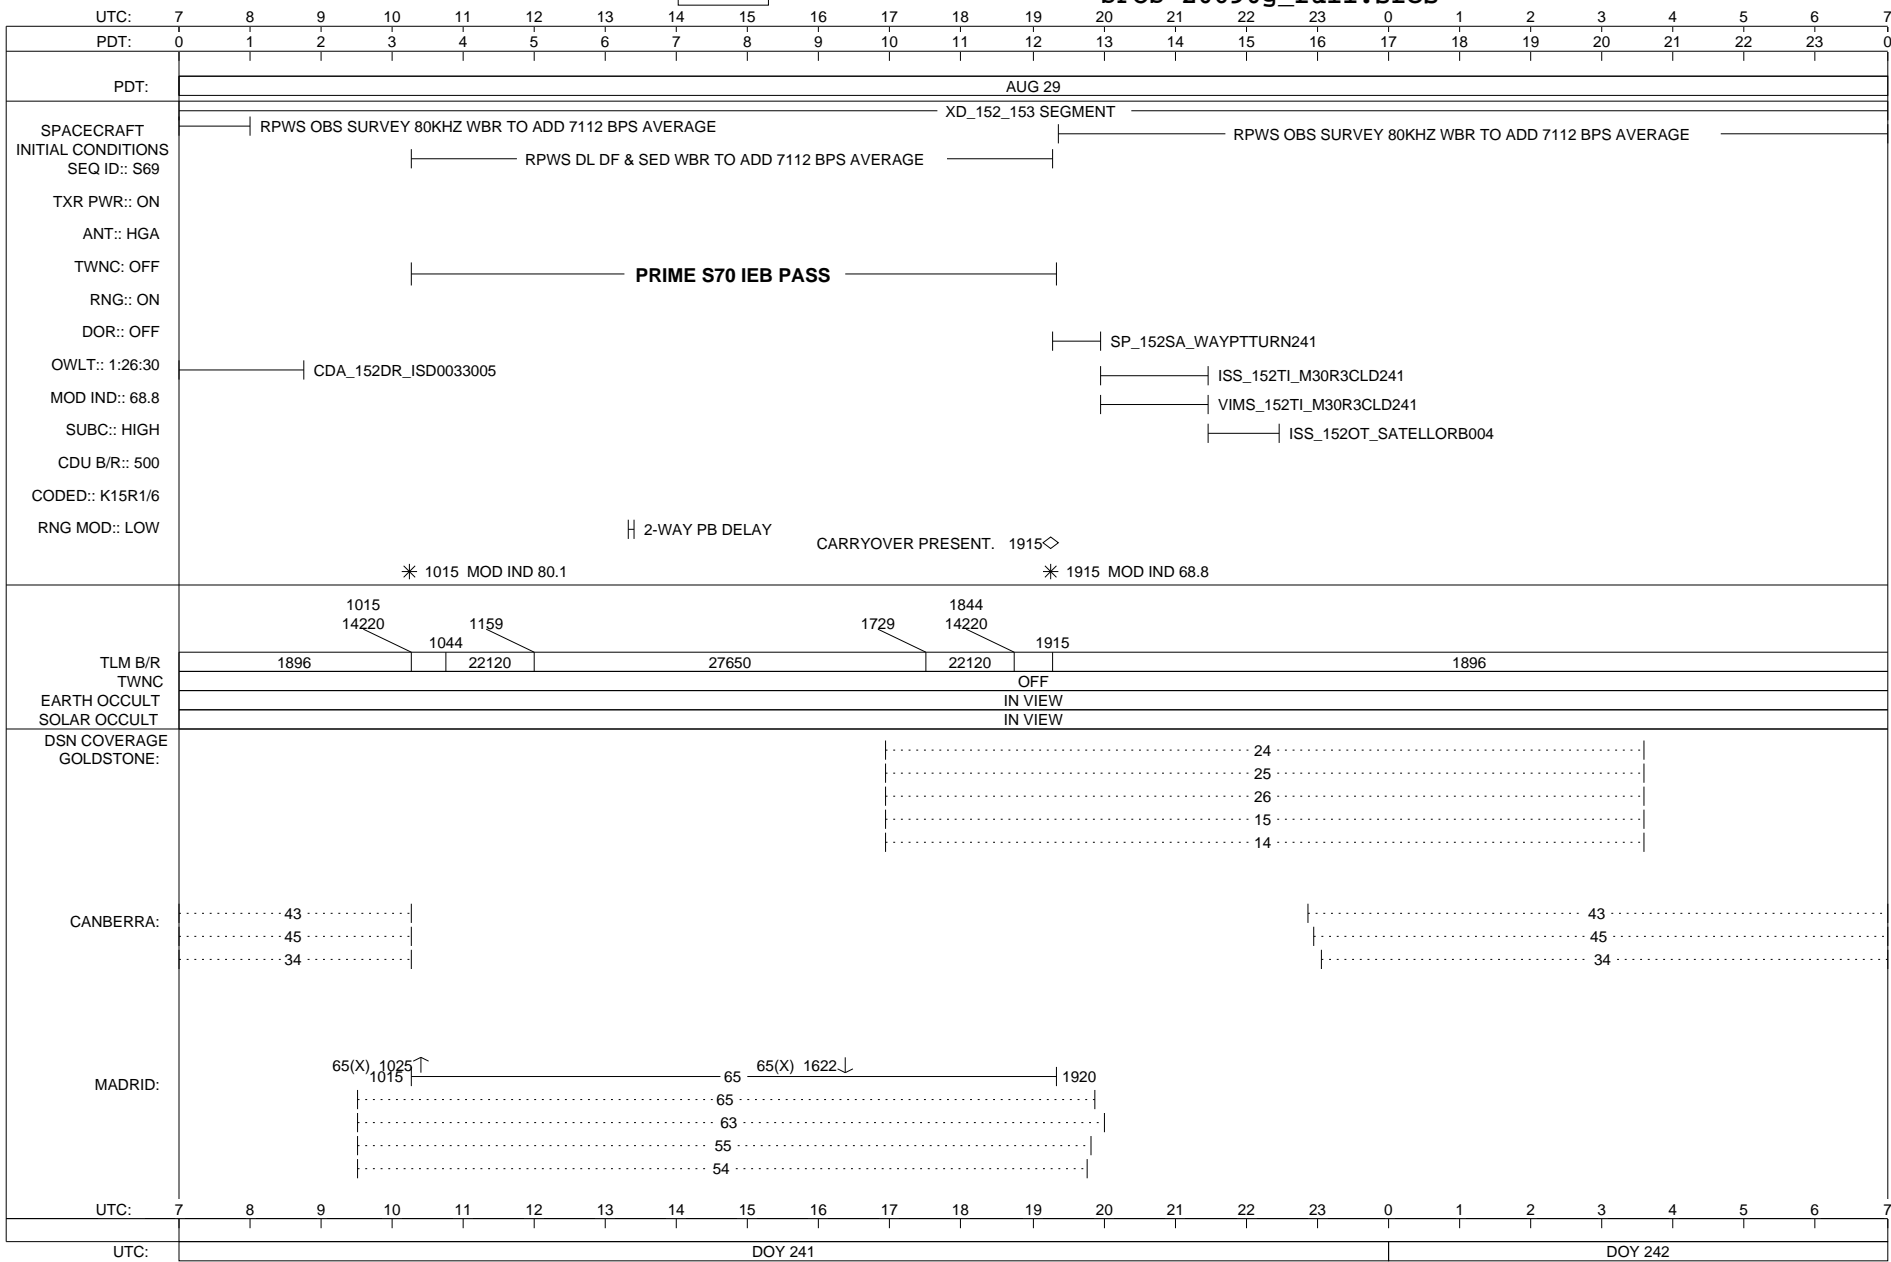 UTC: 7 8 9 10 11 12 13 14 15 16 17 18 19 20 21 22 23 0 1 2 3 4 5 6 7
PDT: 0 1 2 3 4 5 6 7 8 9 10 11 12 13 14 15 16 17 18 19 20 21 22 23 0
PDT: AUG 29
XD_152_153 SEGMENT
SPACECRAFT
INITIAL CONDITIONS
SEQ ID:: S69
RPWS OBS SURVEY 80KHZ WBR TO ADD 7112 BPS AVERAGE
RPWS OBS SURVEY 80KHZ WBR TO ADD 7112 BPS AVERAGE
RPWS DL DF & SED WBR TO ADD 7112 BPS AVERAGE
TXR PWR:: ON
ANT:: HGA
TWNC: OFF
PRIME S70 IEB PASS
RNG:: ON
DOR:: OFF
SP_152SA_WAYPTTURN241
OWLT:: 1:26:30
CDA_152DR_ISD0033005
ISS_152TI_M30R3CLD241
MOD IND:: 68.8
VIMS_152TI_M30R3CLD241
SUBC:: HIGH
ISS_152OT_SATELLORB004
CDU B/R:: 500
CODED:: K15R1/6
RNG MOD:: LOW
2-WAY PB DELAY
CARRYOVER PRESENT. 1915
1015 MOD IND 80.1
1915 MOD IND 68.8
1015 1844
14220 1159 1729 14220
1044 1915
TLM B/R 1896 22120 27650 22120 1896
TWNC OFF
EARTH OCCULT IN VIEW
SOLAR OCCULT IN VIEW
DSN COVERAGE
GOLDSTONE:
24
25
26
15
14
CANBERRA:
43 43
45 45
34 34
MADRID:
65(X) 1025 65(X) 1622
1015 65 1920
65
63
55
54
UTC: 7 8 9 10 11 12 13 14 15 16 17 18 19 20 21 22 23 0 1 2 3 4 5 6 7
UTC: DOY 241 DOY 242